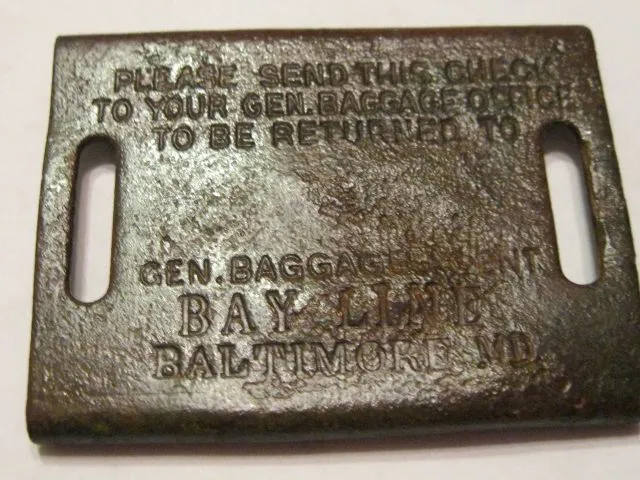 PLEASE SEND THIS CHECK
TO YOUR GEN. BAGGAGE OFFICE
TO BE RETURNED TO
GEN. BAGGAGE AGENT
BAY LINE
BALTIMORE MD.